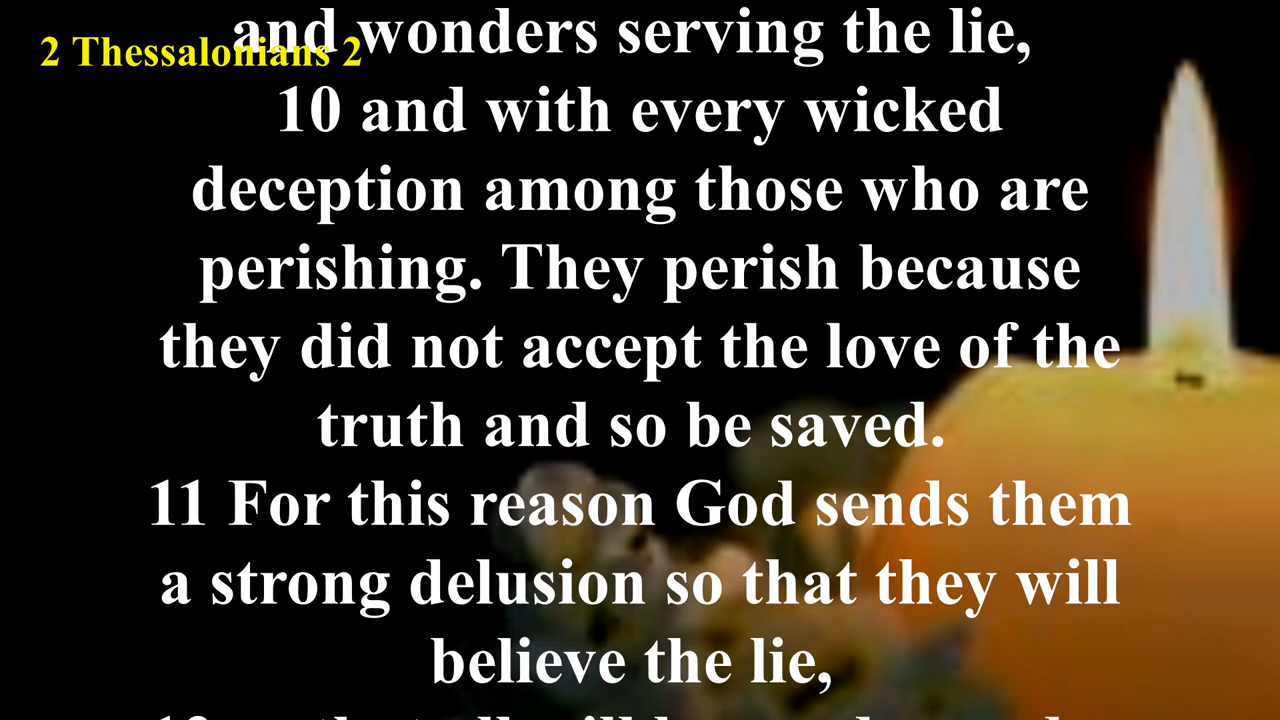 and wonders serving the lie,
2 Thessalonians 2
10 and with every wicked
deception among those who are
perishing. They perish because
they did not accept the love of the
truth and so be saved.
11 For this reason God sends them
a strong delusion so that they will
believe the lie,